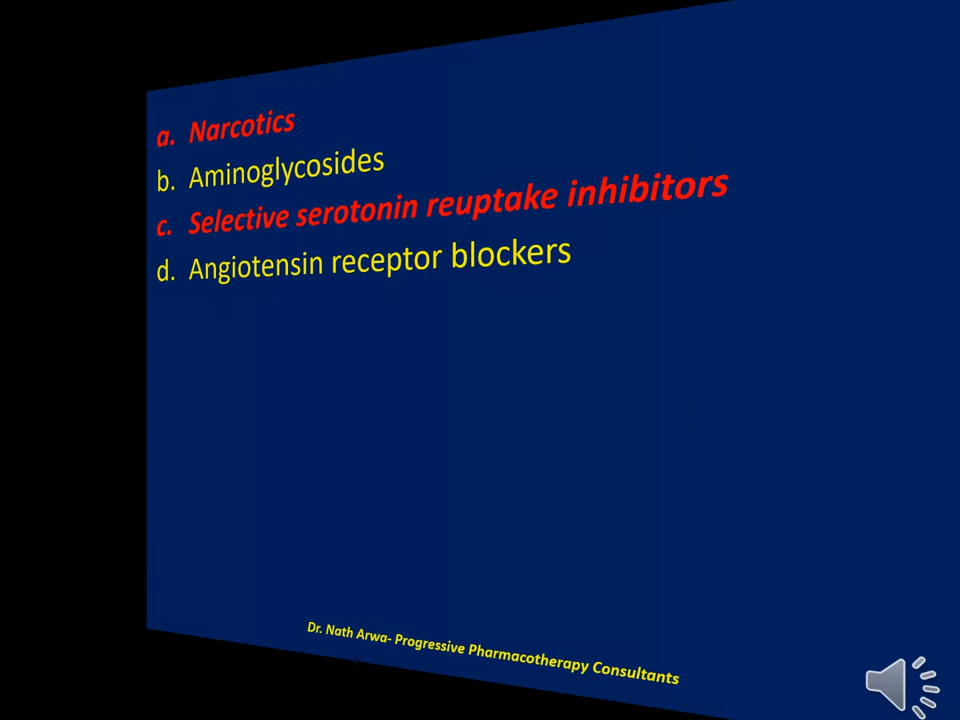 a. Narcotics
b. Aminoglycosides
c. Selective serotonin reuptake inhibitors
d. Angiotensin receptor blockers
Dr. Nath Arwa- Progressive Pharmacotherapy Consultants